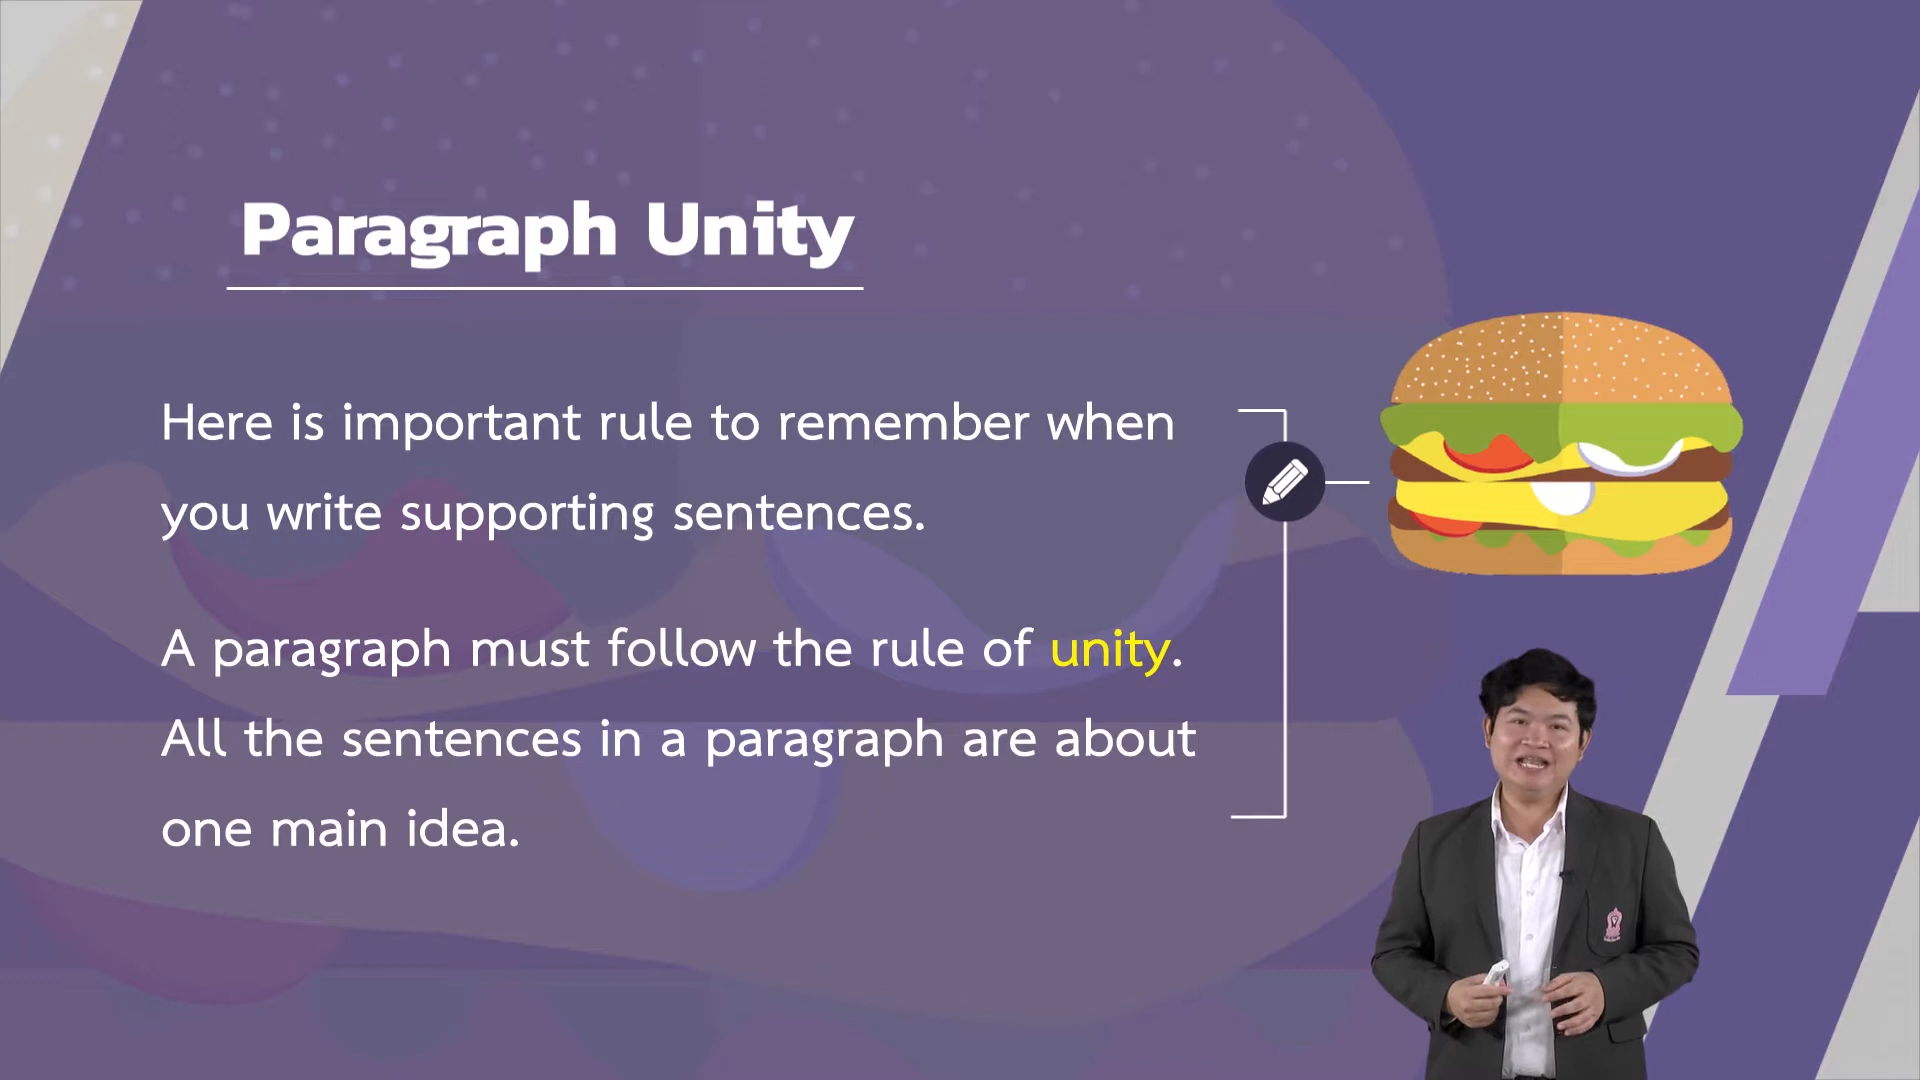 Paragraph Unity
Here is important rule to remember when
you write supporting sentences.
A paragraph must follow the rule of unity.
All the sentences in a paragraph are about
one main idea.